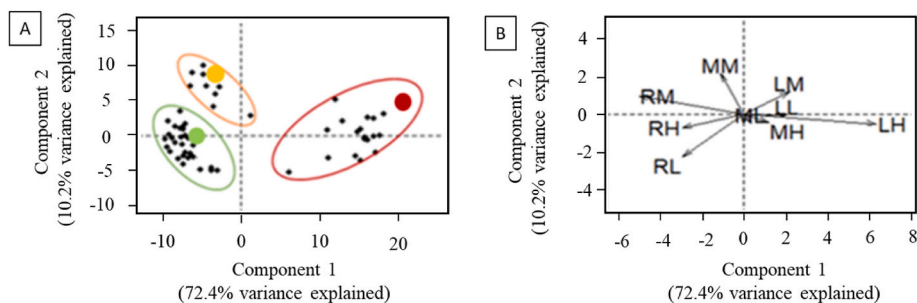 A
Component 2
(10.2% variance explained)
15
10
5
0
-5
-10
-10 0 10 20
Component 1
(72.4% variance explained)
B
Component 2
(10.2% variance explained)
4
2
0
-2
-4
MM
LM
RM
LL
ML
RH
MH
LH
RL
-6 -4 -2 0 2 4 6 8
Component 1
(72.4% variance explained)